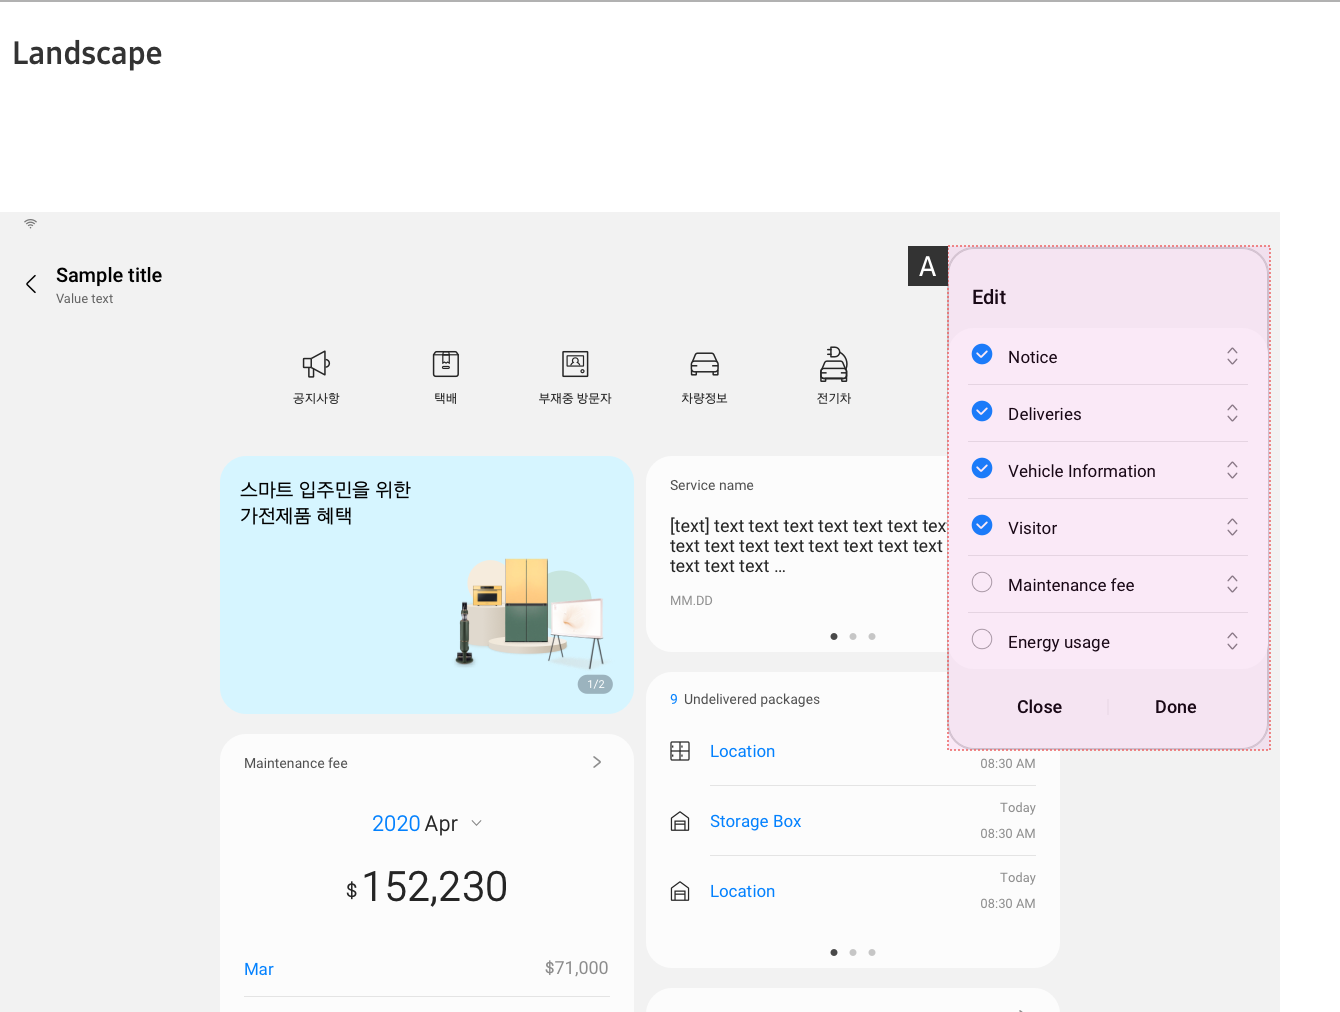 Landscape
Sample title
Value text
A
Edit
Notice
Deliveries
Vehicle Information
Visitor
Maintenance fee
Energy usage
Close
Done
공지사항
택배
부재중 방문자
차량정보
전기차
스마트 입주민을 위한
가전제품 혜택
1/2
Service name
[text] text text text text text text tex
text text text text text text text text
text text text ...
MM.DD
9 Undelivered packages
Location
08:30 AM
Storage Box
Today
08:30 AM
Location
Today
08:30 AM
Maintenance fee
2020 Apr
$ 152,230
Mar
$71,000